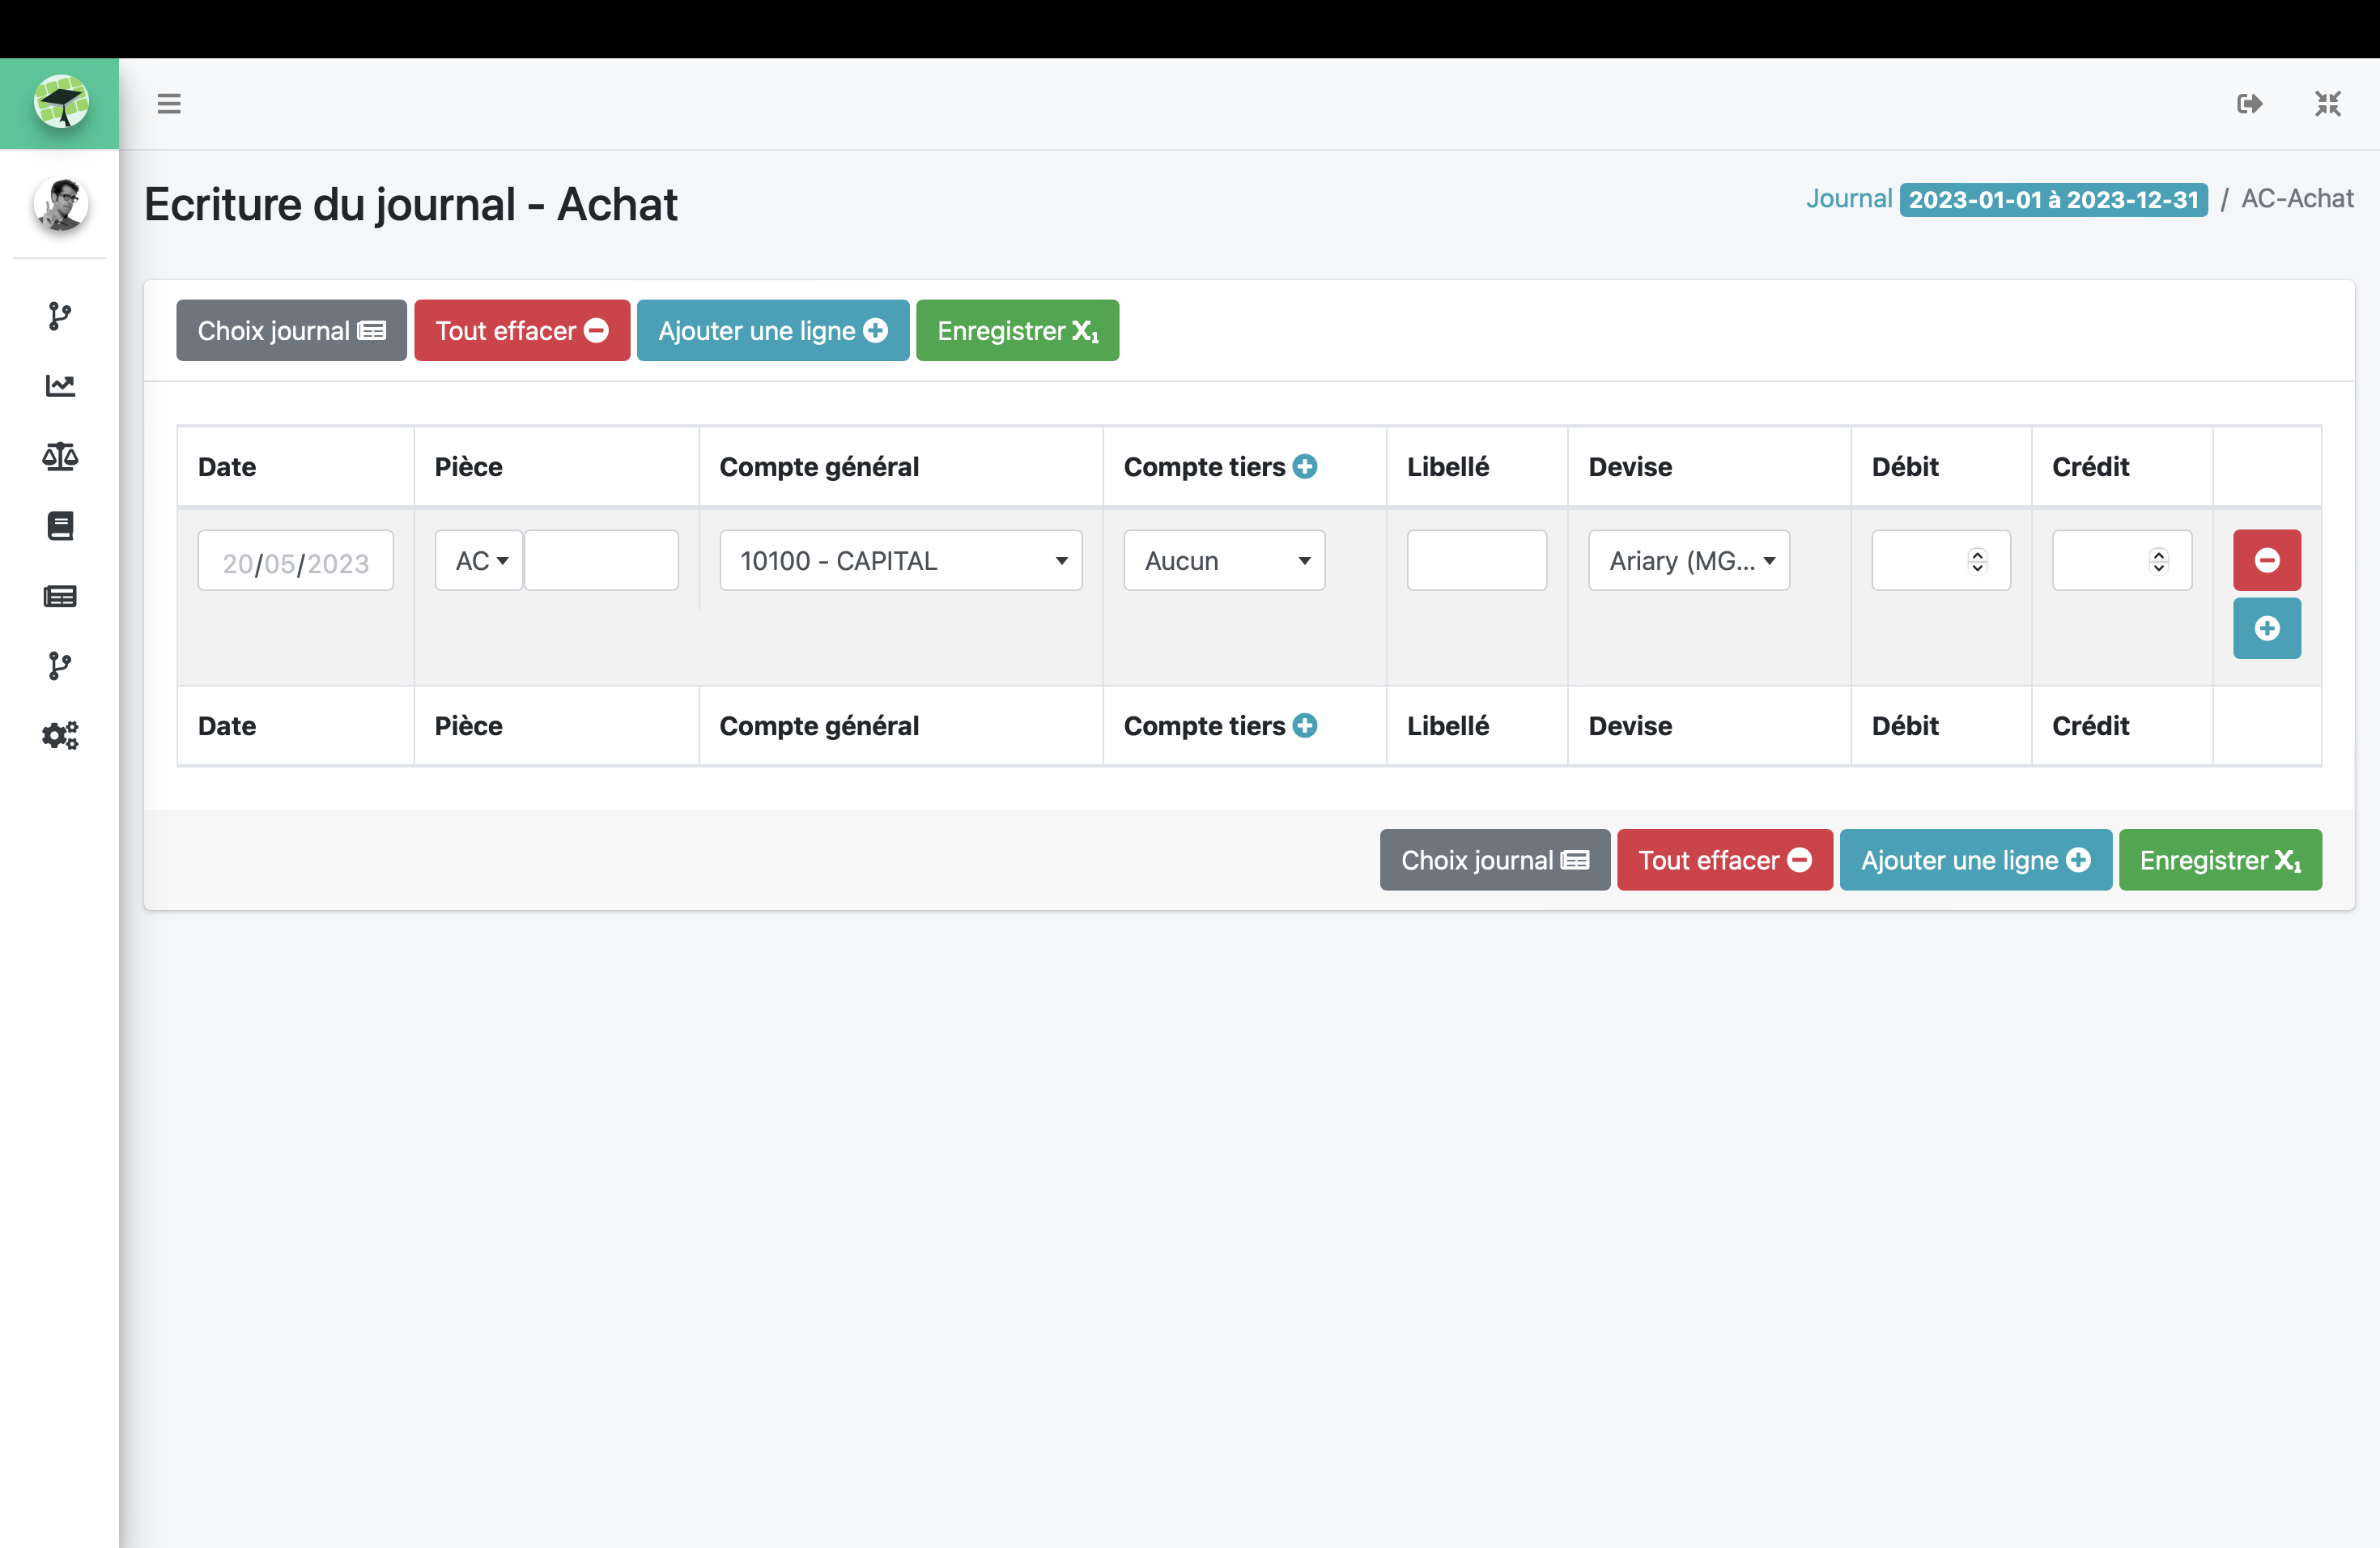 Ecriture du journal - Achat
Journal 2023-01-01 à 2023-12-31 / AC-Achat
Choix journal Tout effacer Ajouter une ligne Enregistrer X₁
Date Pièce Compte général Compte tiers Libellé Devise Débit Crédit
20/05/2023 AC 10100 - CAPITAL Aucun Ariary (MG...
Date Pièce Compte général Compte tiers Libellé Devise Débit Crédit
Choix journal Tout effacer Ajouter une ligne Enregistrer X₁